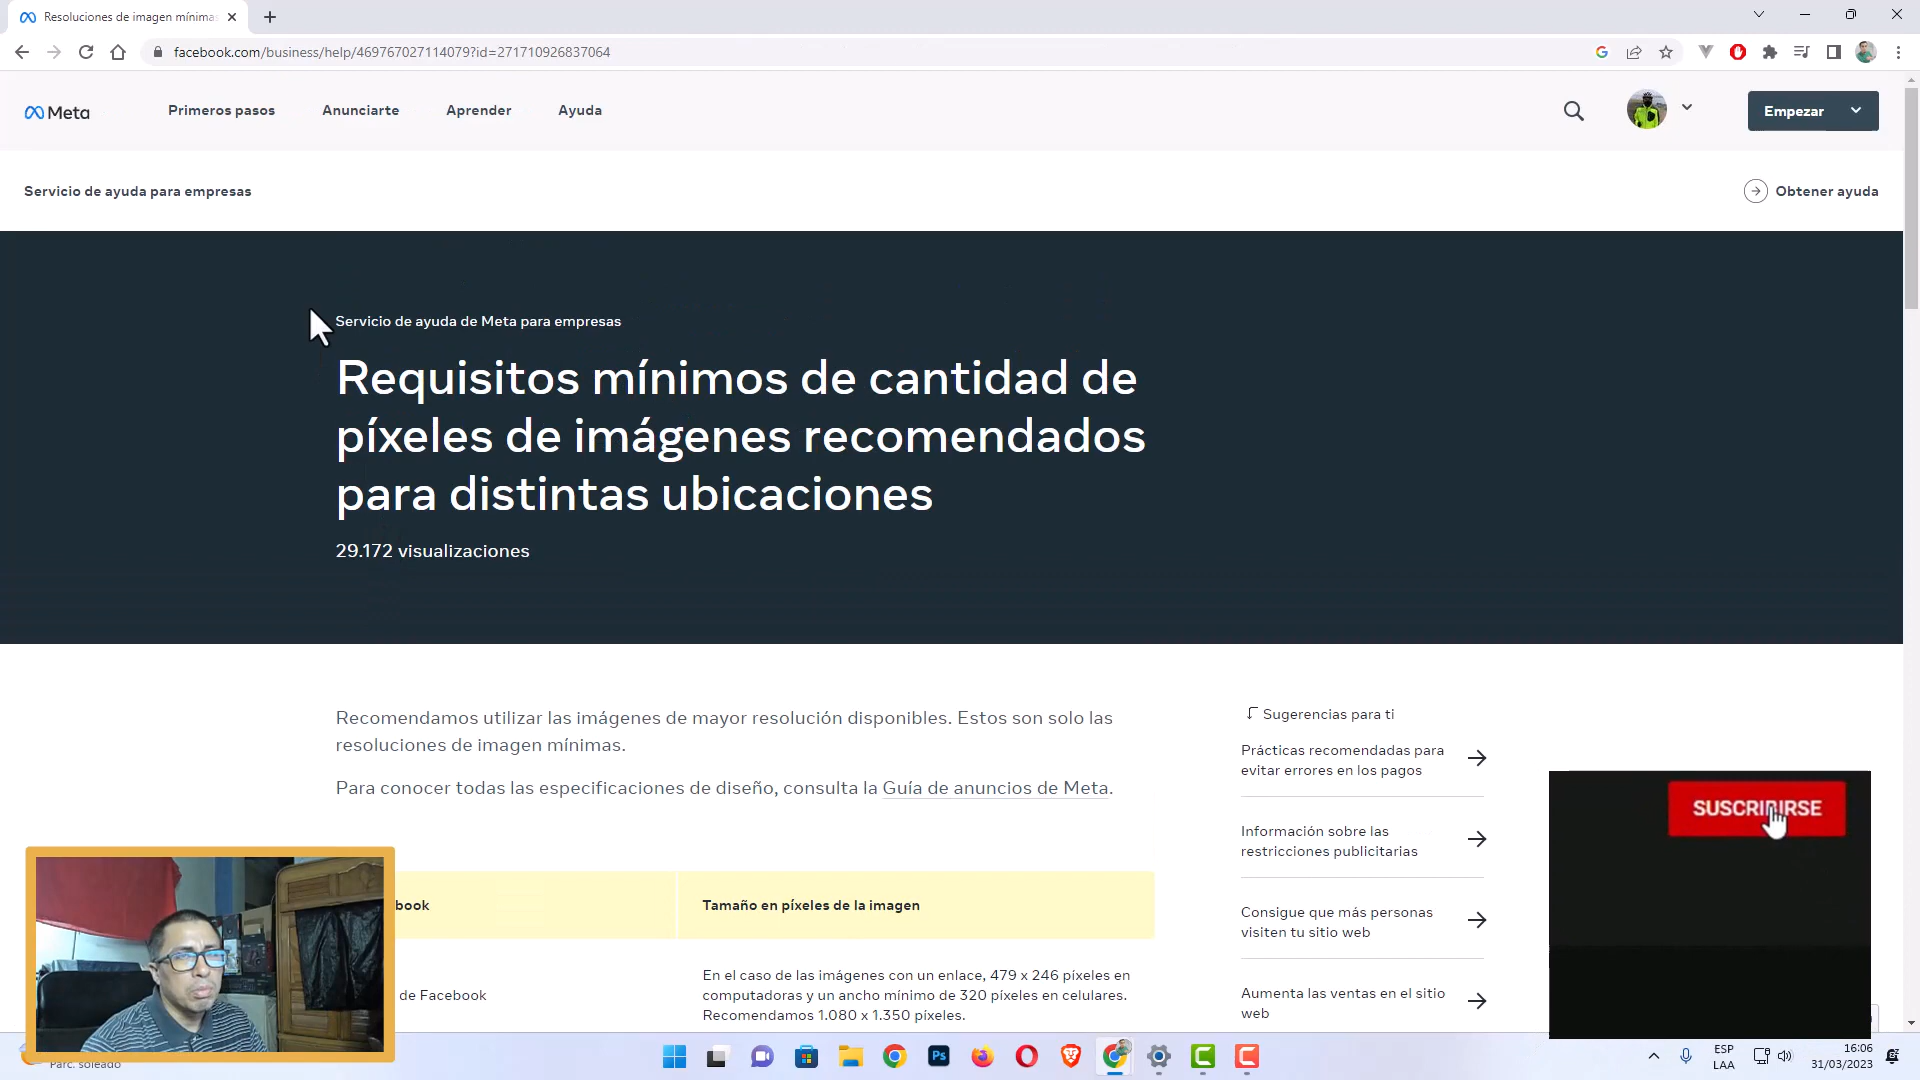 Resoluciones de imagen mínima
facebook.com/business/help/469767027114079?id=271710926837064
Meta
Primeros pasos
Anunciarte
Aprender
Ayuda
Empezar
Servicio de ayuda para empresas
Obtener ayuda
Servicio de ayuda de Meta para empresas
Requisitos mínimos de cantidad de
píxeles de imágenes recomendados
para distintas ubicaciones
29.172 visualizaciones
Recomendamos utilizar las imágenes de mayor resolución disponibles. Estos son solo las
resoluciones de imagen mínimas.
Para conocer todas las especificaciones de diseño, consulta la Guía de anuncios de Meta.
book
Tamaño en píxeles de la imagen
de Facebook
En el caso de las imágenes con un enlace, 479 x 246 píxeles en
computadoras y un ancho mínimo de 320 píxeles en celulares.
Recomendamos 1.080 x 1.350 píxeles.
Sugerencias para ti
Prácticas recomendadas para
evitar errores en los pagos
Información sobre las
restricciones publicitarias
Consigue que más personas
visiten tu sitio web
Aumenta las ventas en el sitio
web
SUSCRIBIRSE
Parc. soleado
Ps
ESP
LAA
16:06
31/03/2023